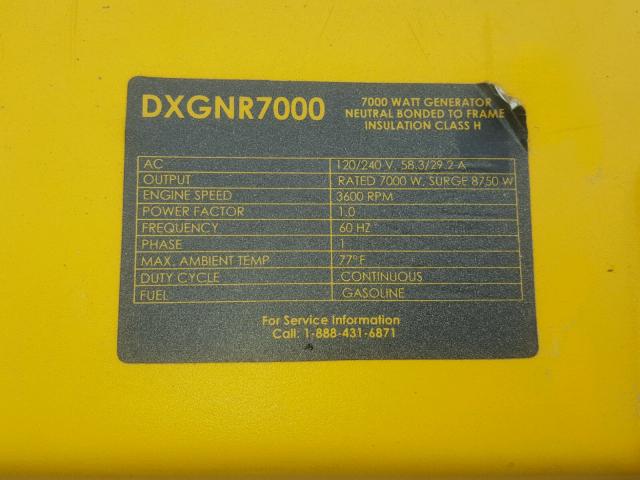 DXGNR7000
7000 WATT GENERATOR
NEUTRAL BONDED TO FRAME
INSULATION CLASS H
AC 120/240 V, 58.3/29.2 A
OUTPUT RATED 7000 W, SURGE 8750 W
ENGINE SPEED 3600 RPM
POWER FACTOR 1.0
FREQUENCY 60 HZ
PHASE 1
MAX. AMBIENT TEMP 77°F
DUTY CYCLE CONTINUOUS
FUEL GASOLINE
For Service Information
Call: 1-888-431-6871